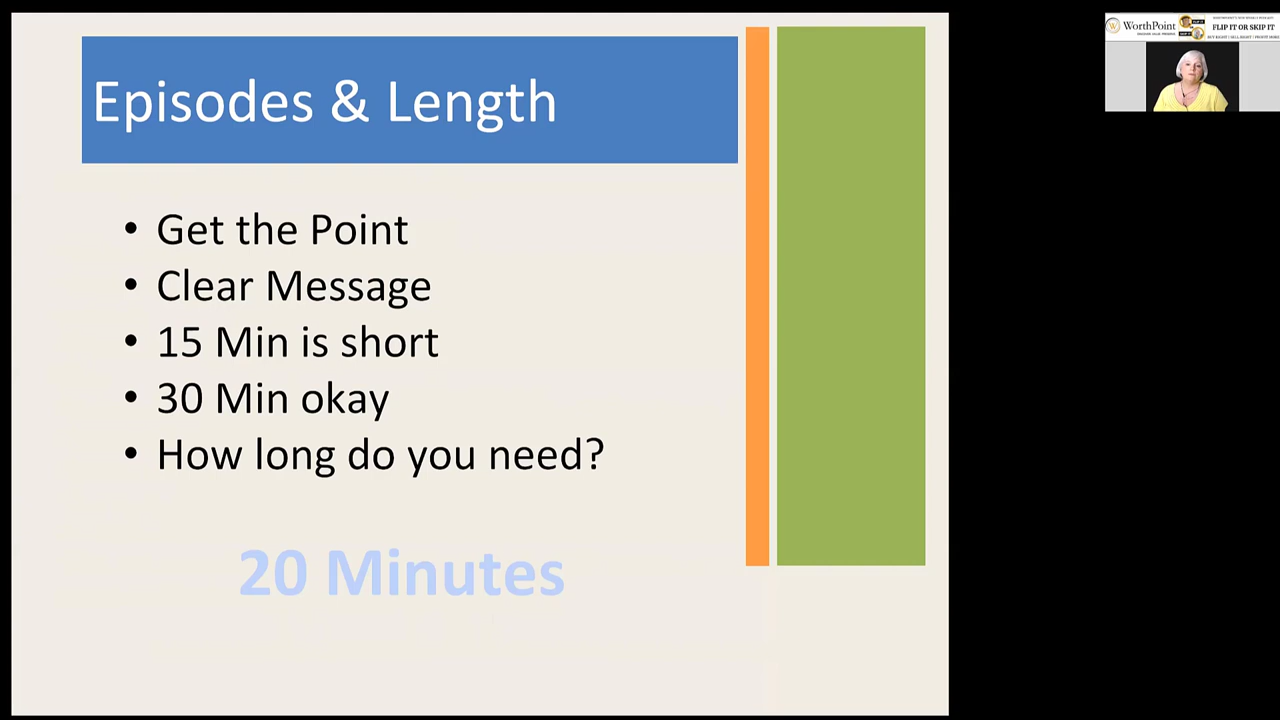 Episodes & Length
• Get the Point
• Clear Message
• 15 Min is short
• 30 Min okay
• How long do you need?
20 Minutes
WorthPoint
FLIP IT OR SKIP IT